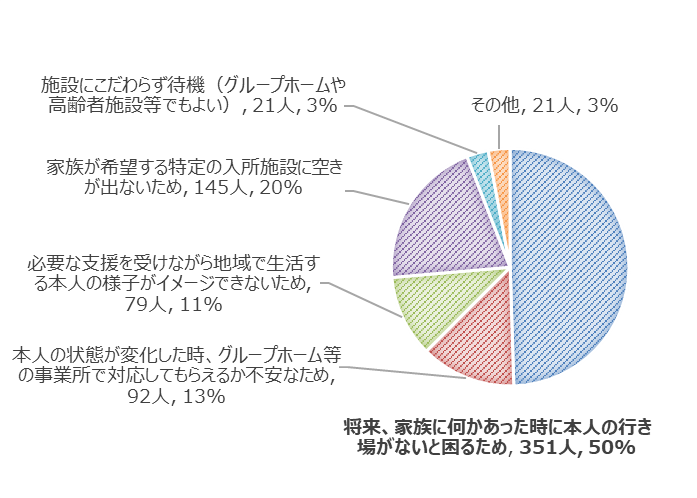 施設にこだわらず待機（グループホームや
高齢者施設等でもよい）, 21人, 3%
その他, 21人, 3%
家族が希望する特定の入所施設に空き
が出ないため, 145人, 20%
必要な支援を受けながら地域で生活す
る本人の様子がイメージできないため,
79人, 11%
本人の状態が変化した時、グループホーム等
の事業所で対応してもらえるか不安なため,
92人, 13%
将来、家族に何かあった時に本人の行き
場がないと困るため, 351人, 50%